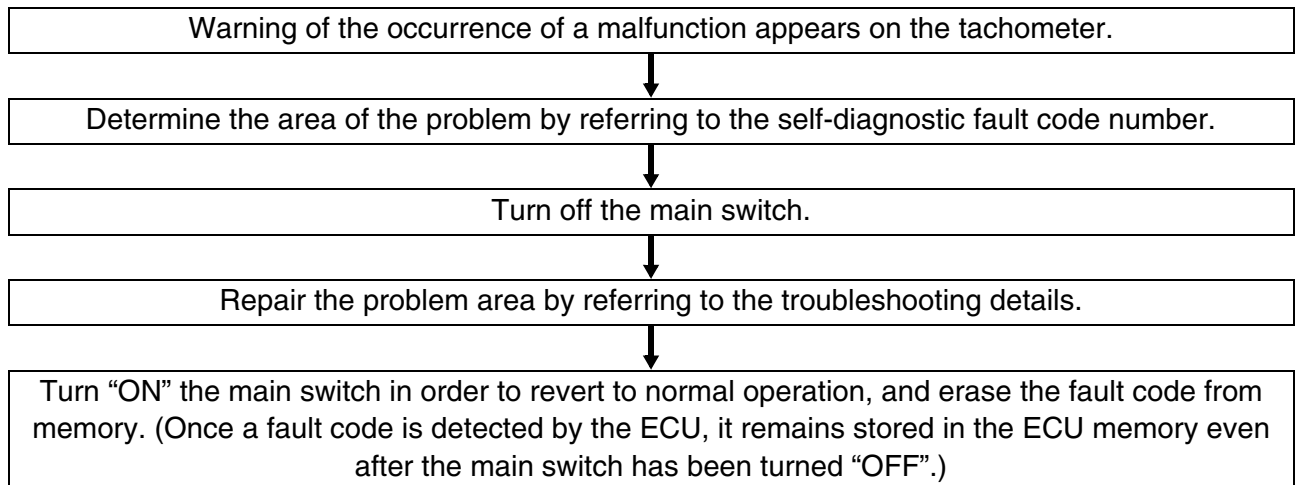 Warning of the occurrence of a malfunction appears on the tachometer.
Determine the area of the problem by referring to the self-diagnostic fault code number.
Turn off the main switch.
Repair the problem area by referring to the troubleshooting details.
Turn “ON” the main switch in order to revert to normal operation, and erase the fault code from
memory. (Once a fault code is detected by the ECU, it remains stored in the ECU memory even
after the main switch has been turned “OFF”.)